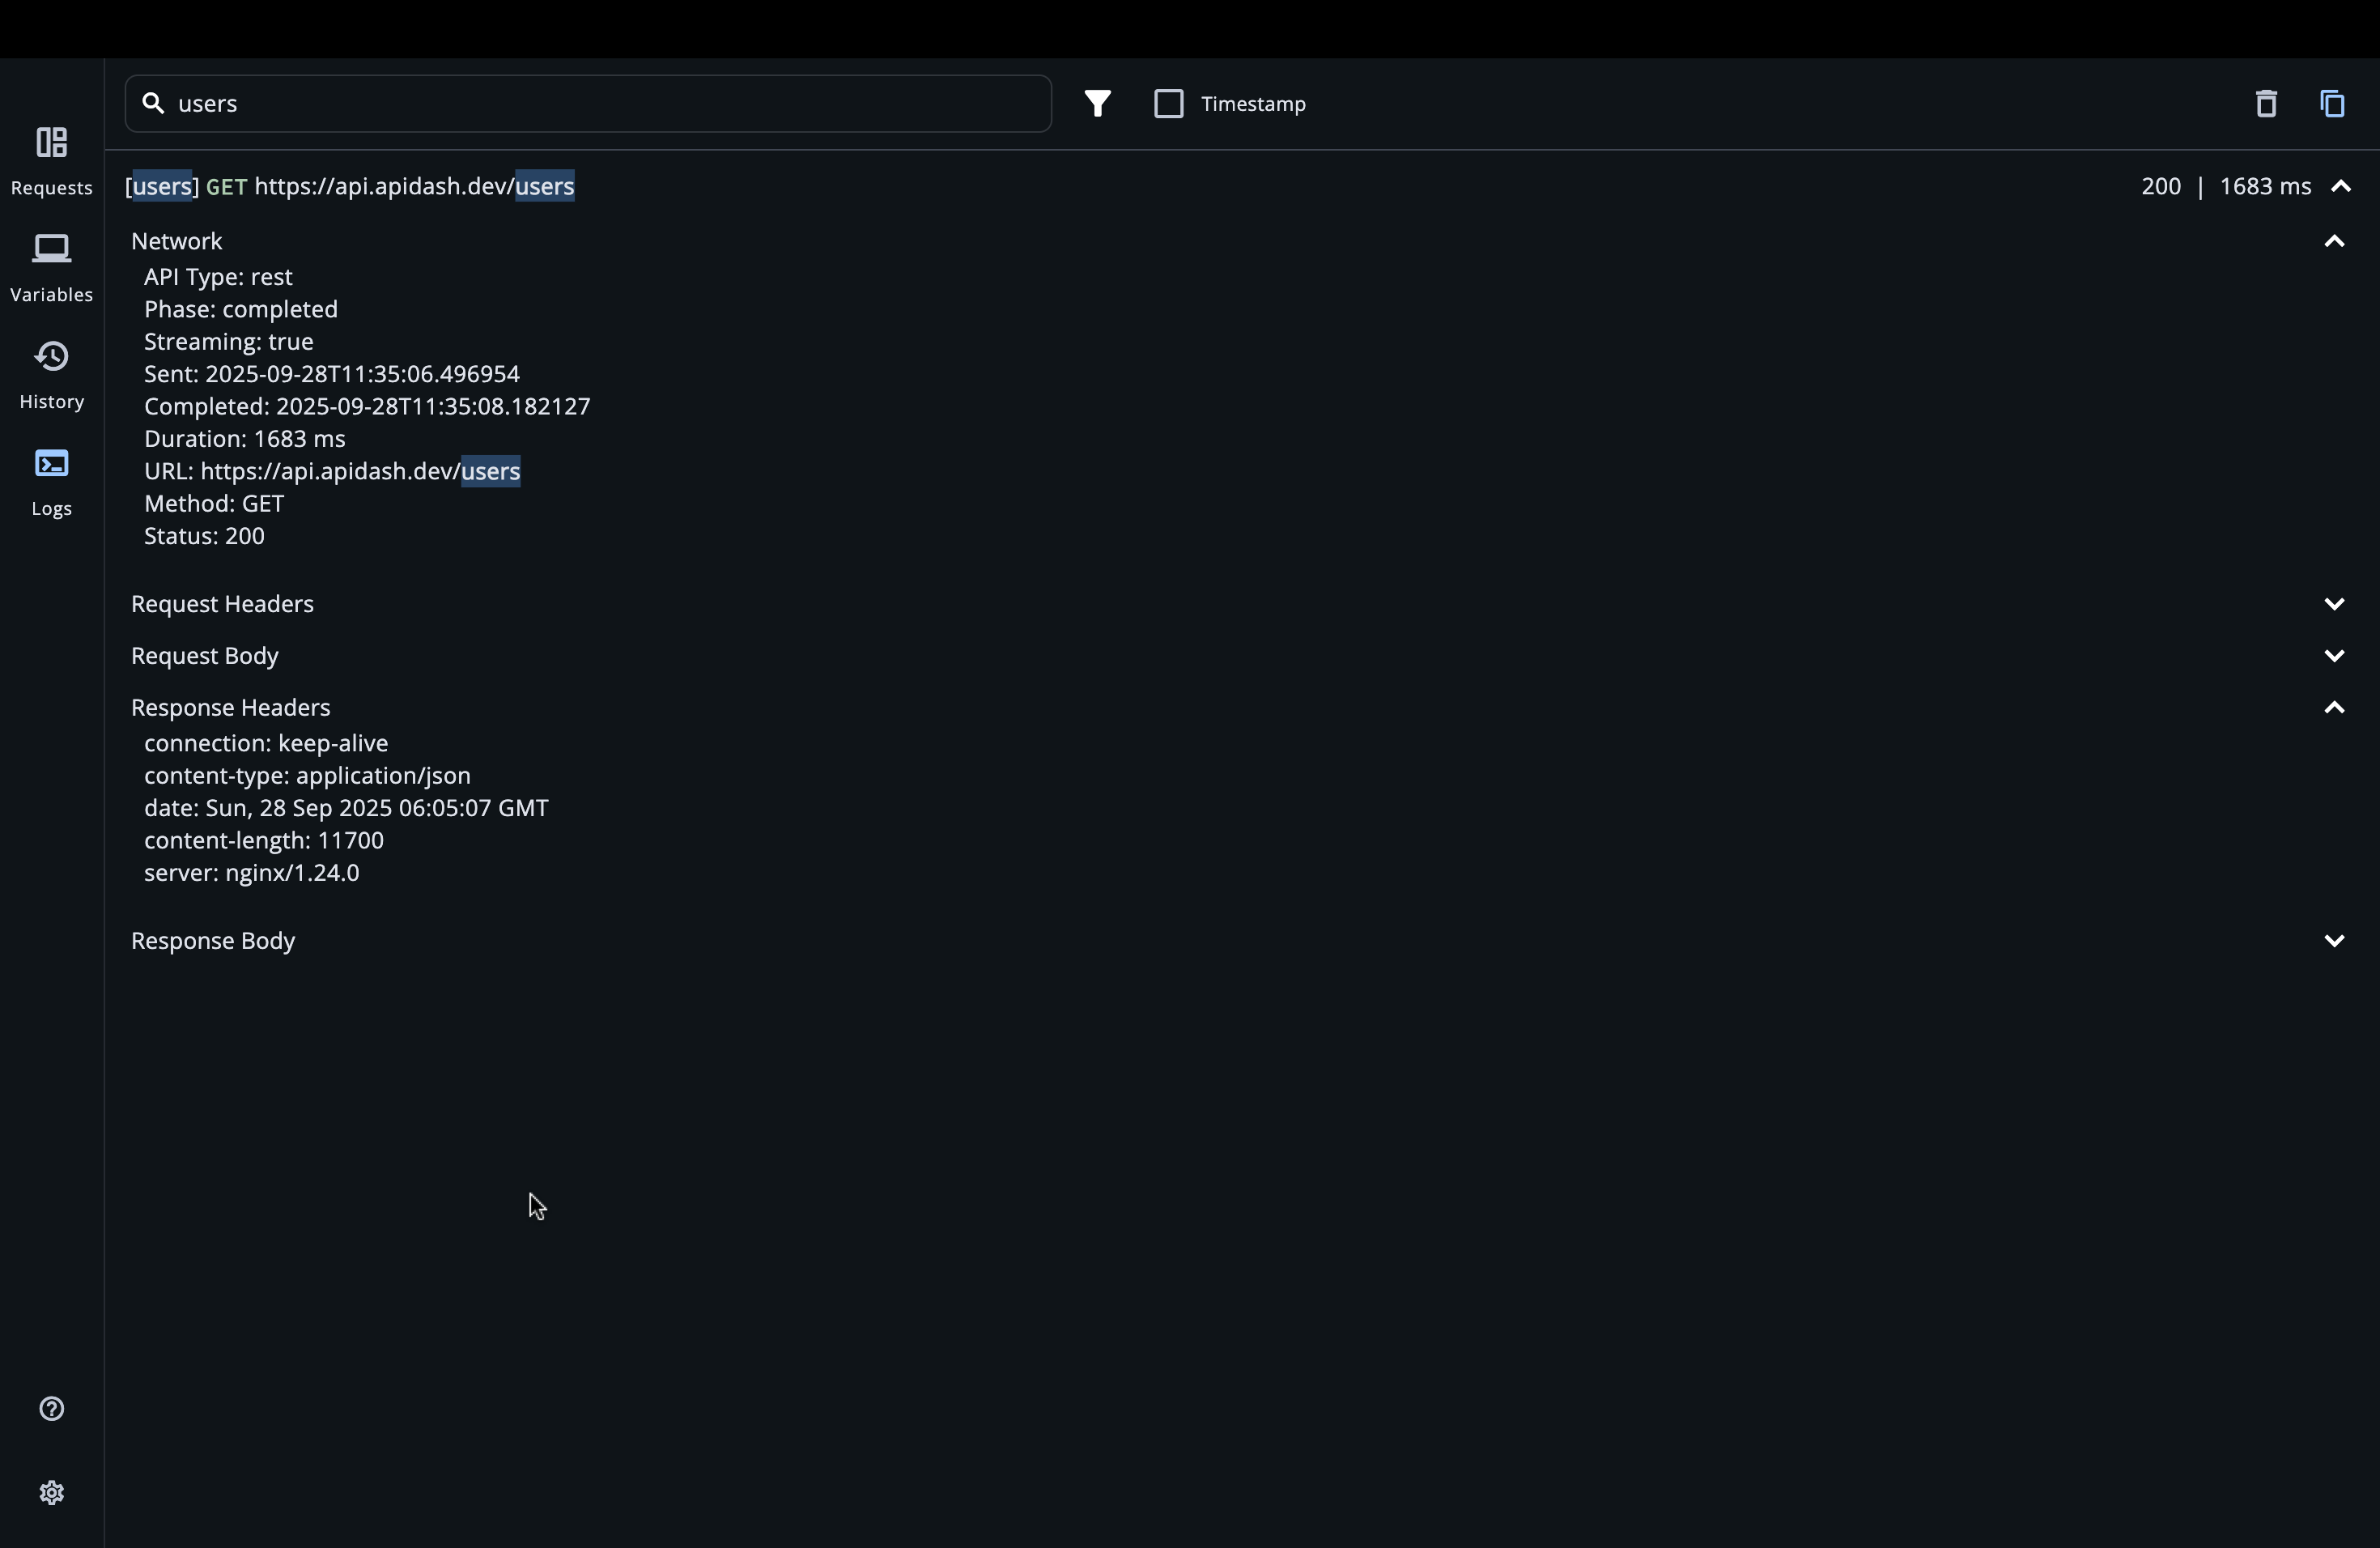 users
Timestamp
Requests
Variables
History
Logs
[users] GET https://api.apidash.dev/users
200 | 1683 ms
Network
API Type: rest
Phase: completed
Streaming: true
Sent: 2025-09-28T11:35:06.496954
Completed: 2025-09-28T11:35:08.182127
Duration: 1683 ms
URL: https://api.apidash.dev/users
Method: GET
Status: 200
Request Headers
Request Body
Response Headers
connection: keep-alive
content-type: application/json
date: Sun, 28 Sep 2025 06:05:07 GMT
content-length: 11700
server: nginx/1.24.0
Response Body